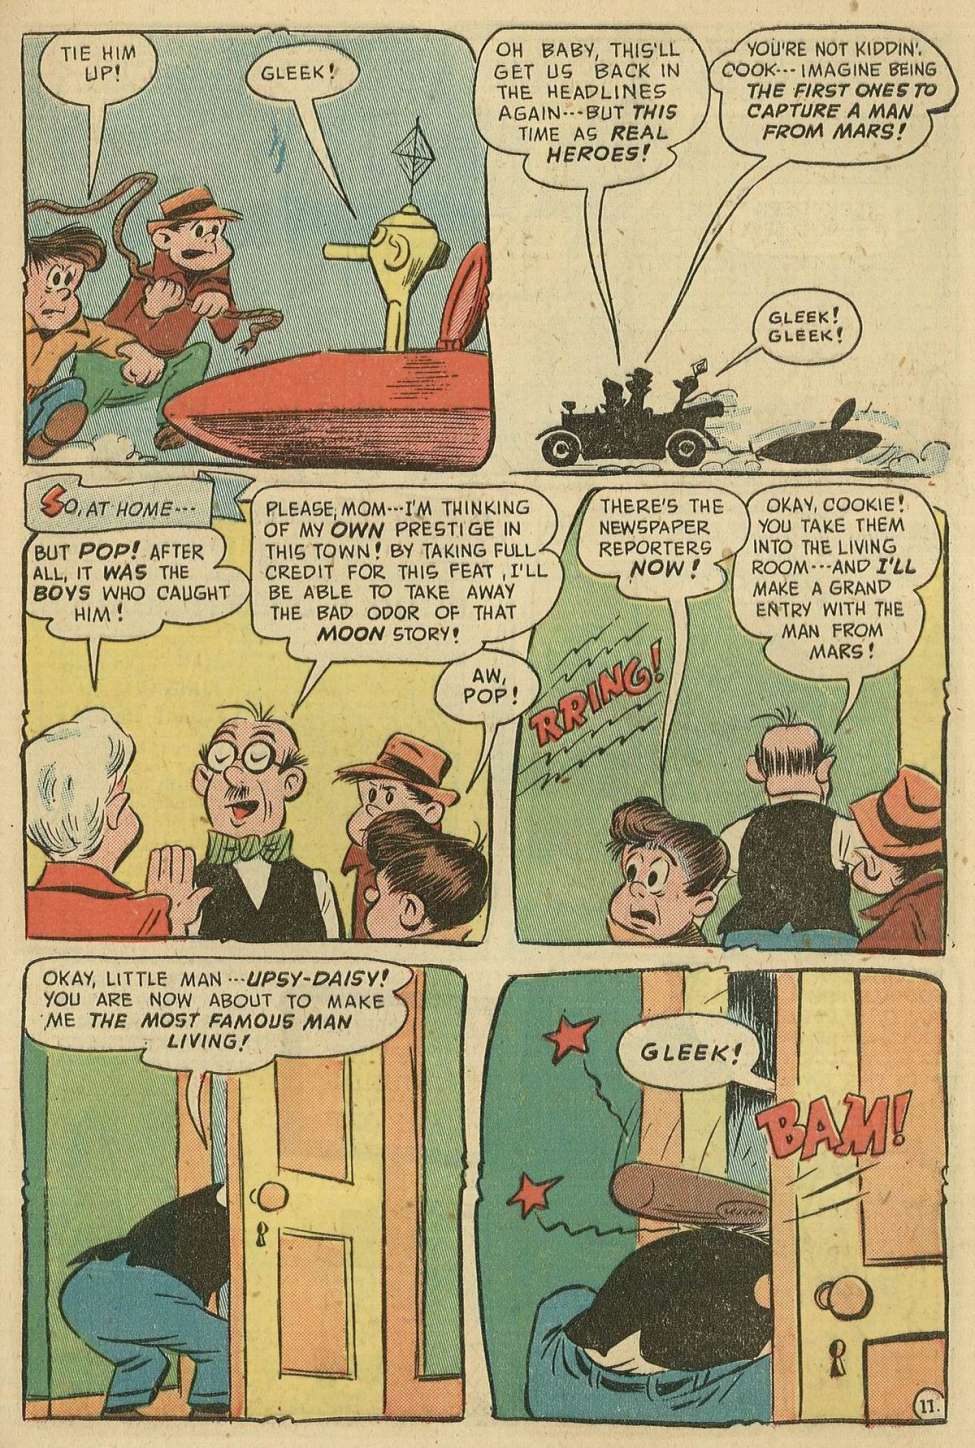 TIE HIM
UP!
GLEEK!
OH BABY, THIS'LL
GET US BACK IN
THE HEADLINES
AGAIN---BUT THIS
TIME AS REAL
HEROES!
YOU'RE NOT KIDDIN',
COOK---IMAGINE BEING
THE FIRST ONES TO
CAPTURE A MAN
FROM MARS!
GLEEK!
GLEEK!
SO, AT HOME---
BUT POP! AFTER
ALL, IT WAS THE
BOYS WHO CAUGHT
HIM!
PLEASE, MOM---I'M THINKING
OF MY OWN PRESTIGE IN
THIS TOWN! BY TAKING FULL
CREDIT FOR THIS FEAT, I'LL
BE ABLE TO TAKE AWAY
THE BAD ODOR OF THAT
MOON STORY!
AW,
POP!
THERE'S THE
NEWSPAPER
REPORTERS
NOW!
RRING!
OKAY, COOKIE!
YOU TAKE THEM
INTO THE LIVING
ROOM---AND I'LL
MAKE A GRAND
ENTRY WITH THE
MAN FROM
MARS!
OKAY, LITTLE MAN---UPSY-DAISY!
YOU ARE NOW ABOUT TO MAKE
ME THE MOST FAMOUS MAN
LIVING!
GLEEK!
BAM!
11.